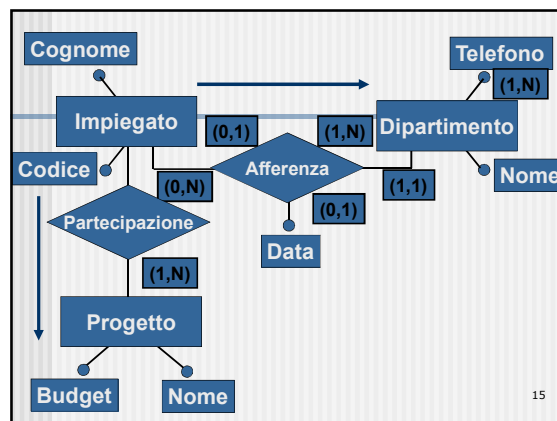 Cognome
Telefono
(1,N)
Impiegato
(0,1)
(1,N)
Dipartimento
Codice
(0,N)
Afferenza
(1,1)
Nome
Partecipazione
(0,1)
Data
(1,N)
Progetto
Budget
Nome
15